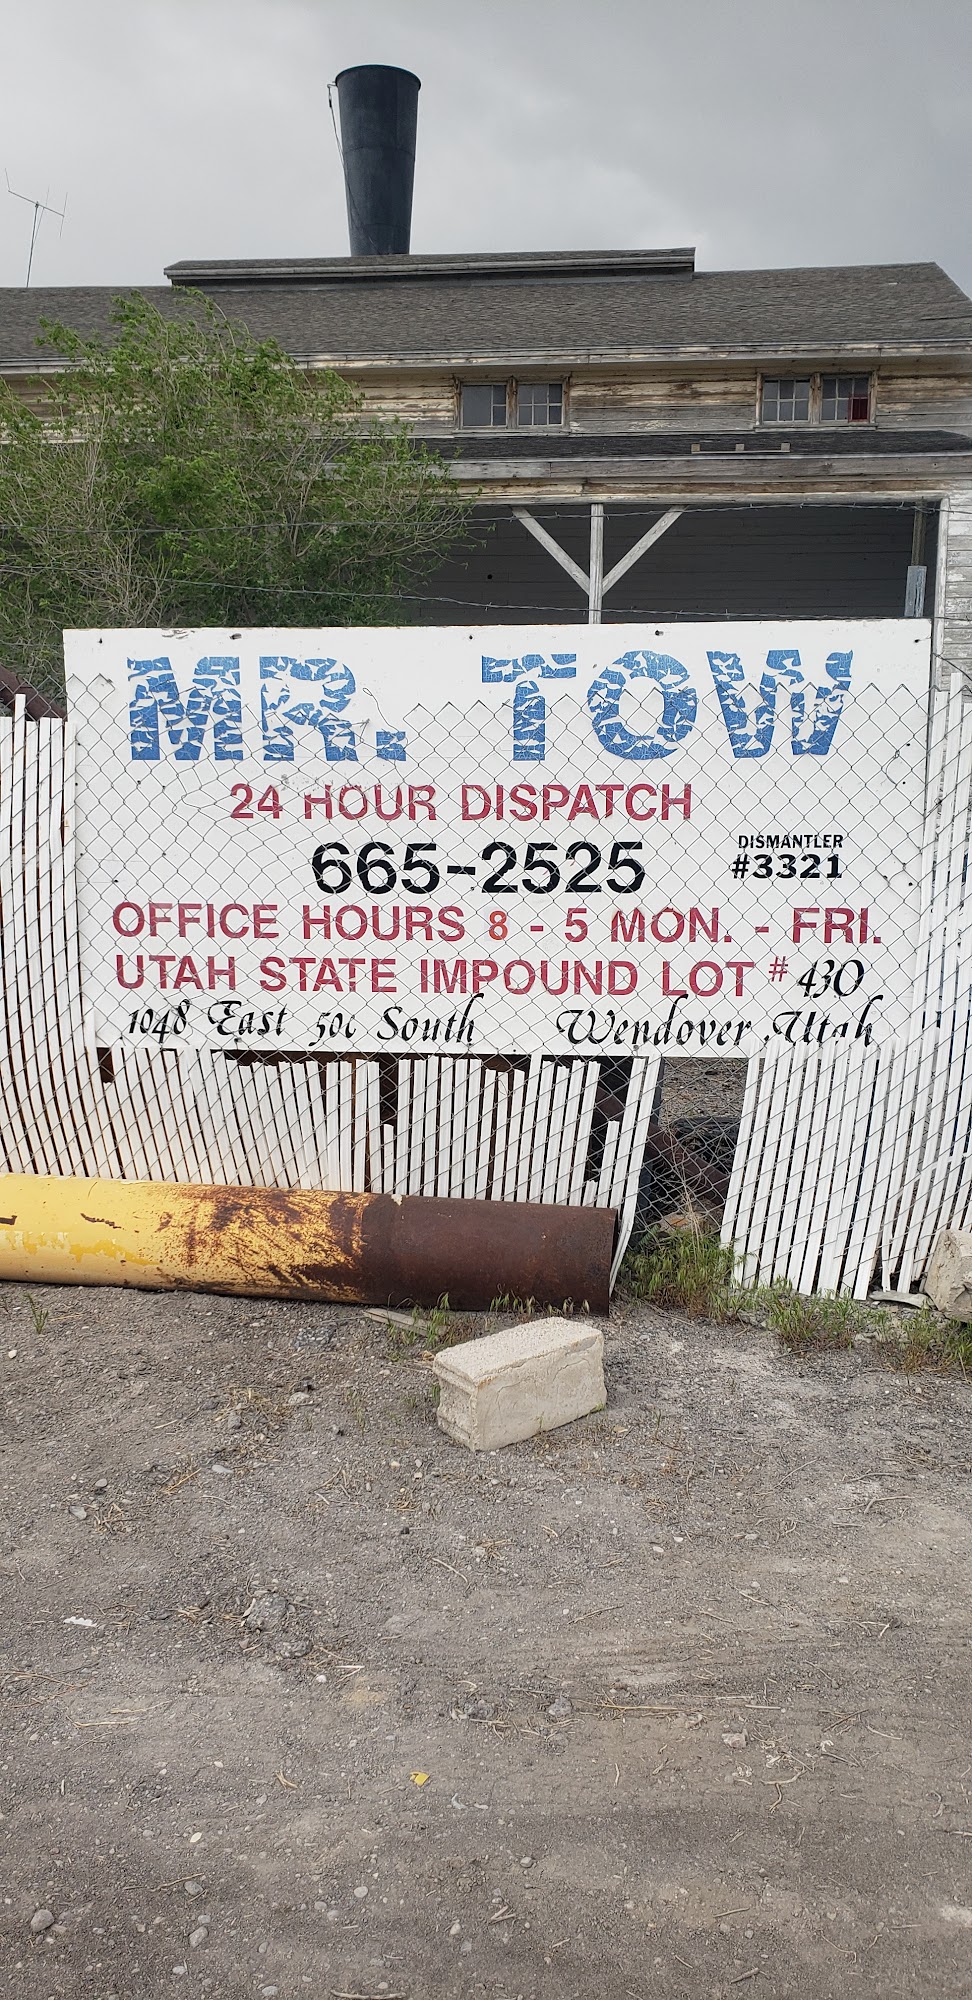 MR. TOW
24 HOUR DISPATCH
665-2525
DISMANTLER
#3321
OFFICE HOURS 8 - 5 MON. - FRI.
UTAH STATE IMPOUND LOT # 430
1048 East 500 South Wendover, Utah